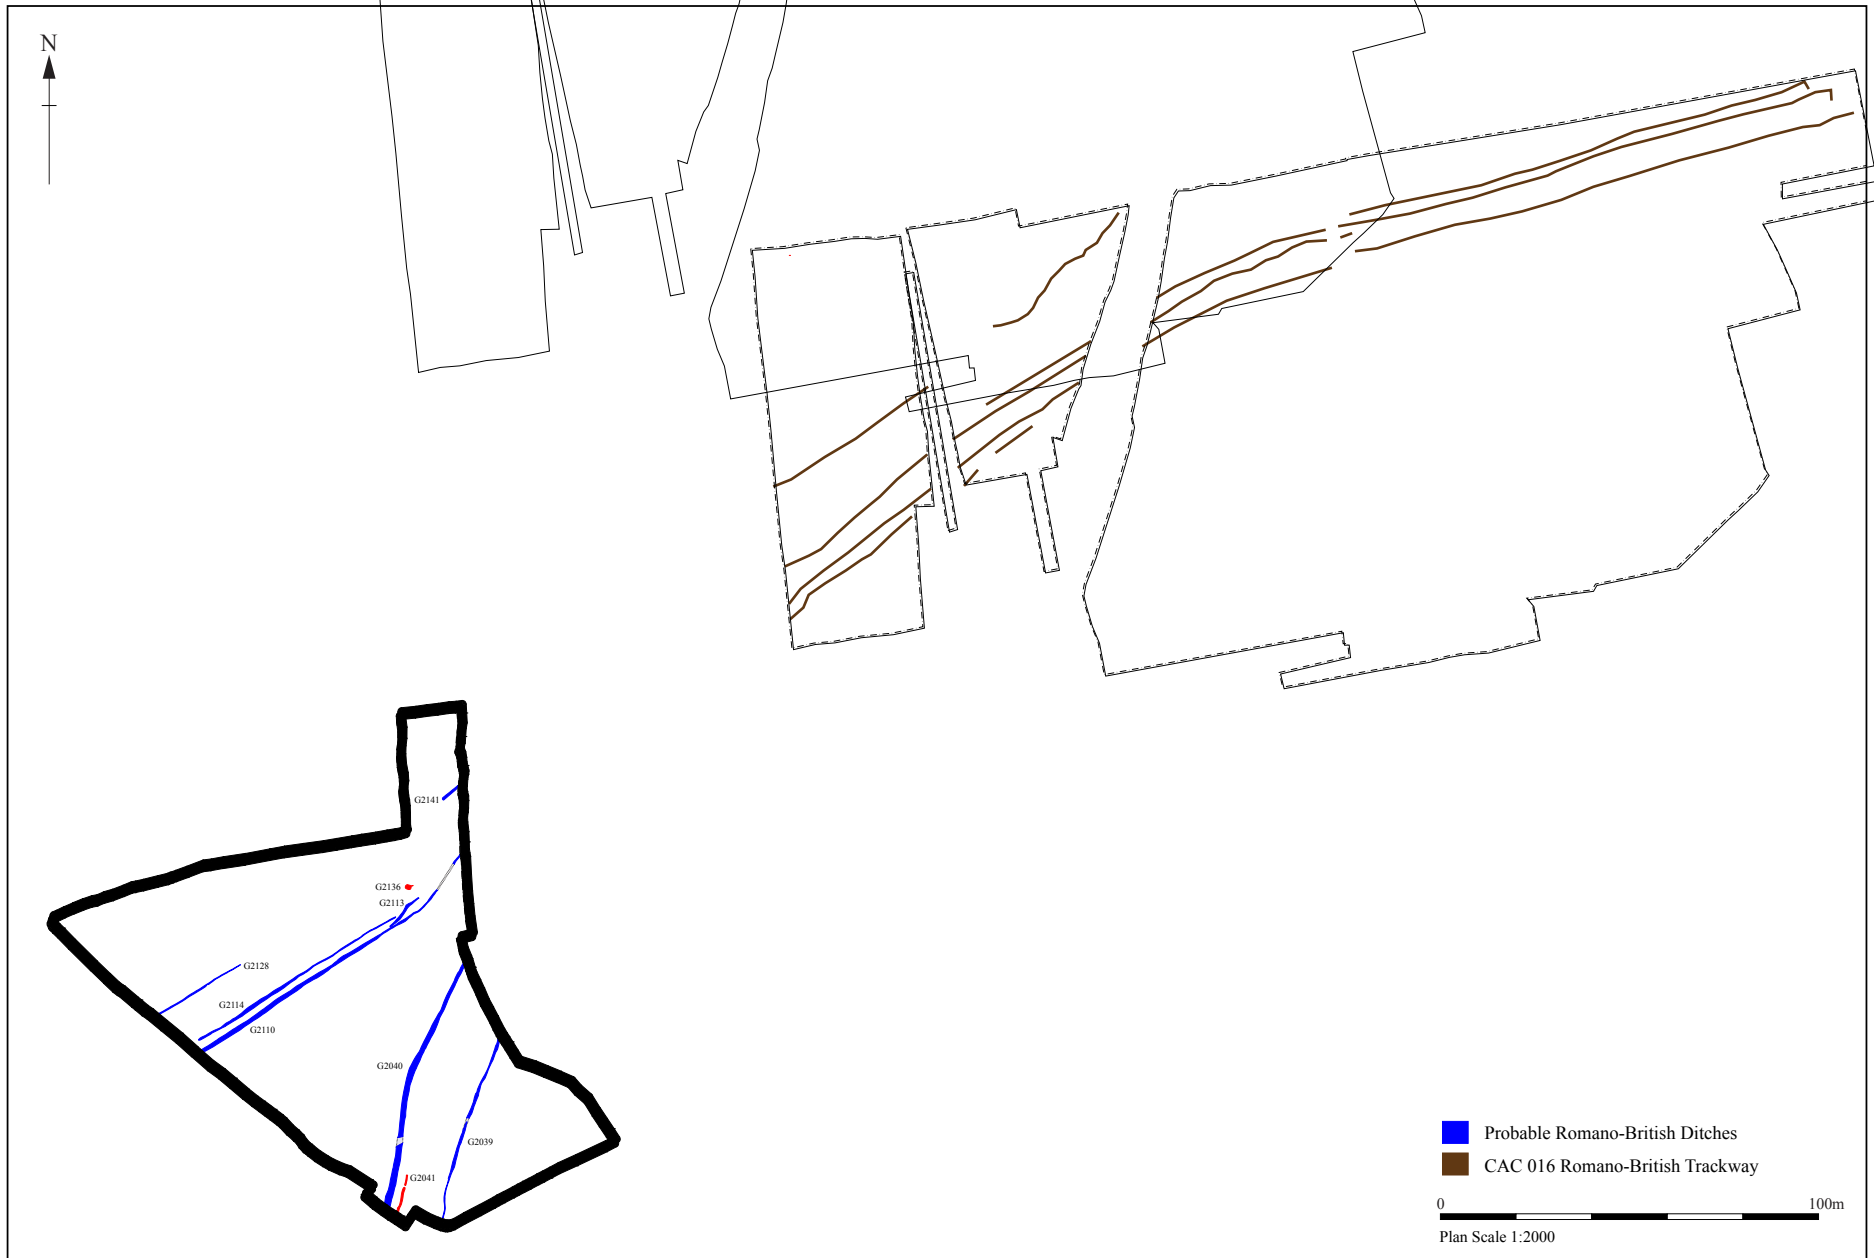 N
G2141
G2136
G2113
G2128
G2114
G2110
G2040
G2039
G2041
Probable Romano-British Ditches
CAC 016 Romano-British Trackway
0 100m
Plan Scale 1:2000